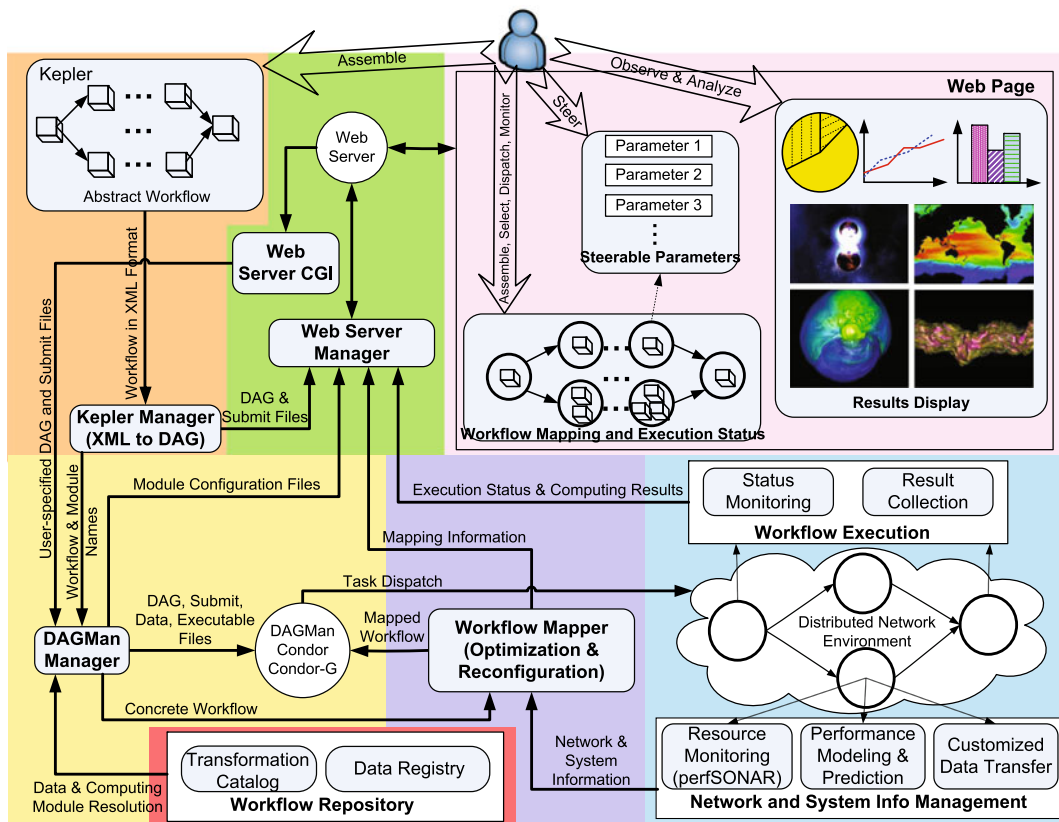 Kepler
Abstract Workflow
Assemble
Observe & Analyze
Steer
Assemble, Select, Dispatch, Monitor
Web Page
Web
Server
Parameter 1
Parameter 2
Parameter 3
Steerable Parameters
Results Display
Web
Server CGI
Web Server
Manager
Workflow in XML Format
User-specified DAG and Submit Files
Kepler Manager
(XML to DAG)
DAG &
Submit Files
Workflow Mapping and Execution Status
Workflow & Module
Names
Module Configuration Files
Execution Status & Computing Results
Status
Monitoring
Result
Collection
Workflow Execution
Mapping Information
Task Dispatch
DAG, Submit,
Data, Executable
Files
DAGMan
Condor
Condor-G
Mapped
Workflow
Workflow Mapper
(Optimization &
Reconfiguration)
Distributed Network
Environment
DAGMan
Manager
Concrete Workflow
Transformation
Catalog
Data Registry
Workflow Repository
Data & Computing
Module Resolution
Network &
System
Information
Resource
Monitoring
(perfSONAR)
Performance
Modeling &
Prediction
Customized
Data Transfer
Network and System Info Management